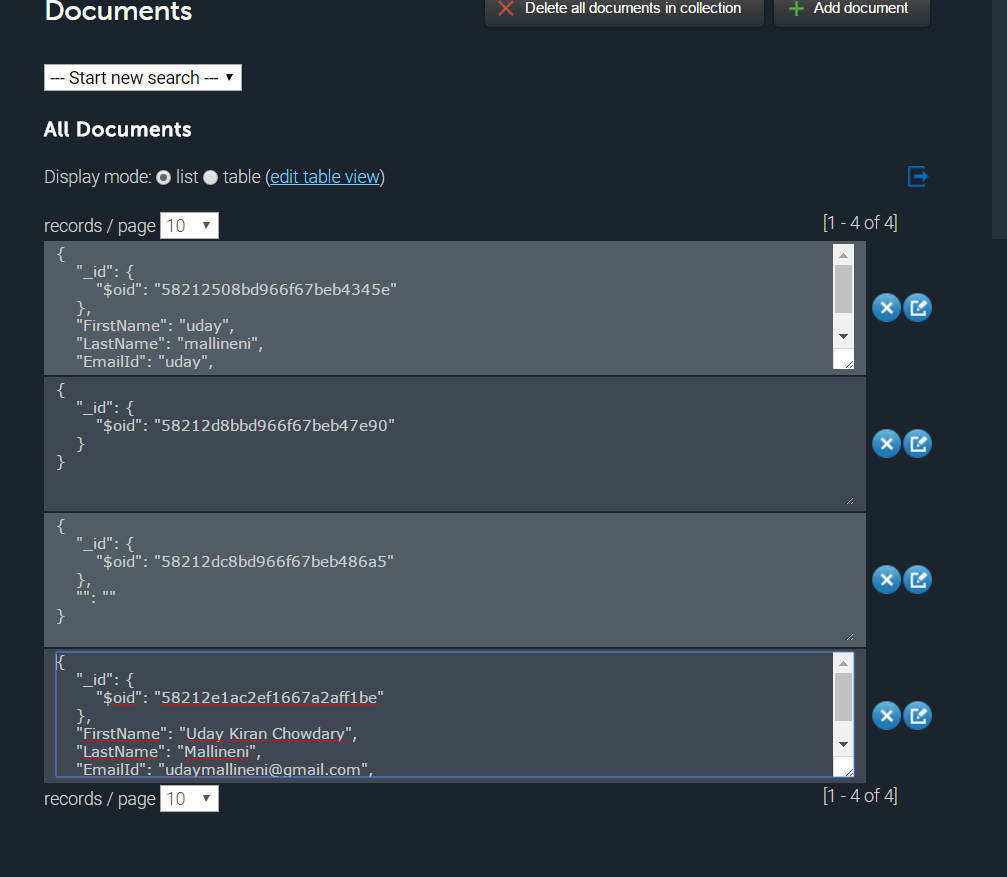 Documents
Delete all documents in collection
Add document
--- Start new search ---
All Documents
Display mode: list table (edit table view)
records / page 10
[1 - 4 of 4]
{
"_id": {
"$oid": "58212508bd966f67beb4345e"
},
"FirstName": "uday",
"LastName": "mallineni",
"EmailId": "uday",
{
"_id": {
"$oid": "58212d8bbd966f67beb47e90"
}
}
{
"_id": {
"$oid": "58212dc8bd966f67beb486a5"
},
"": ""
}
{
"_id": {
"$oid": "58212e1ac2ef1667a2aff1be"
},
"FirstName": "Uday Kiran Chowdary",
"LastName": "Mallineni",
"EmailId": "udaymallineni@gmail.com",
records / page 10
[1 - 4 of 4]